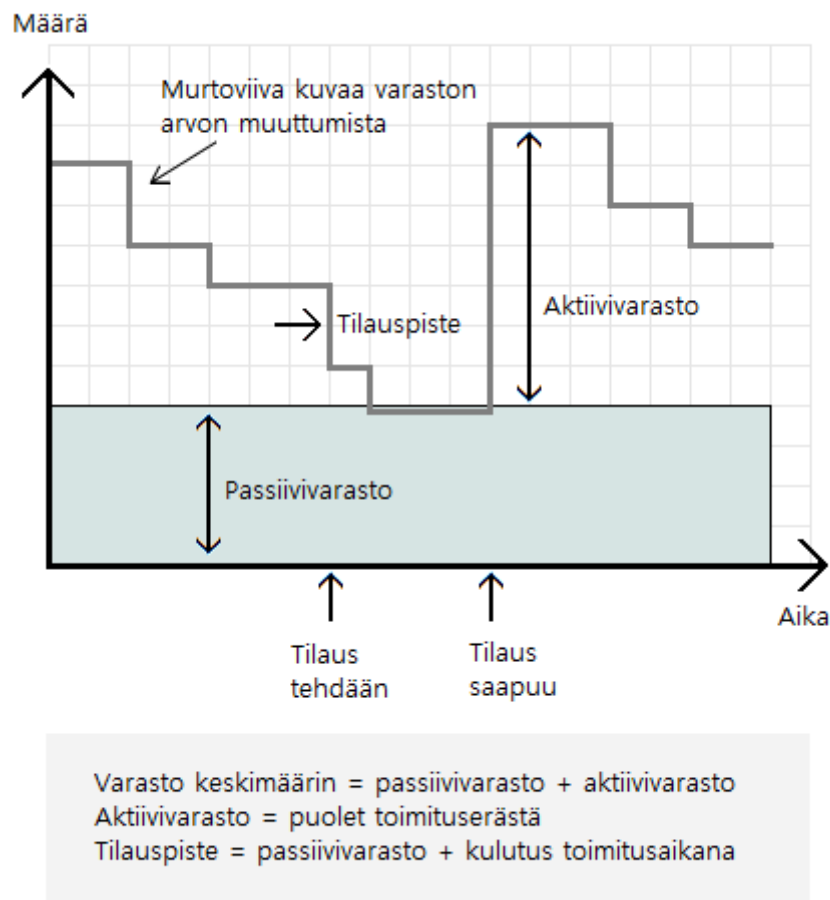 Määrä
Murtoviiva kuvaa varaston
arvon muuttumista
Aktiivivarasto
Tilauspiste
Passiivivarasto
Aika
Tilaus
tehdään
Tilaus
saapuu
Varasto keskimäärin = passiivivarasto + aktiivivarasto
Aktiivivarasto = puolet toimituserästä
Tilauspiste = passiivivarasto + kulutus toimitusaikana